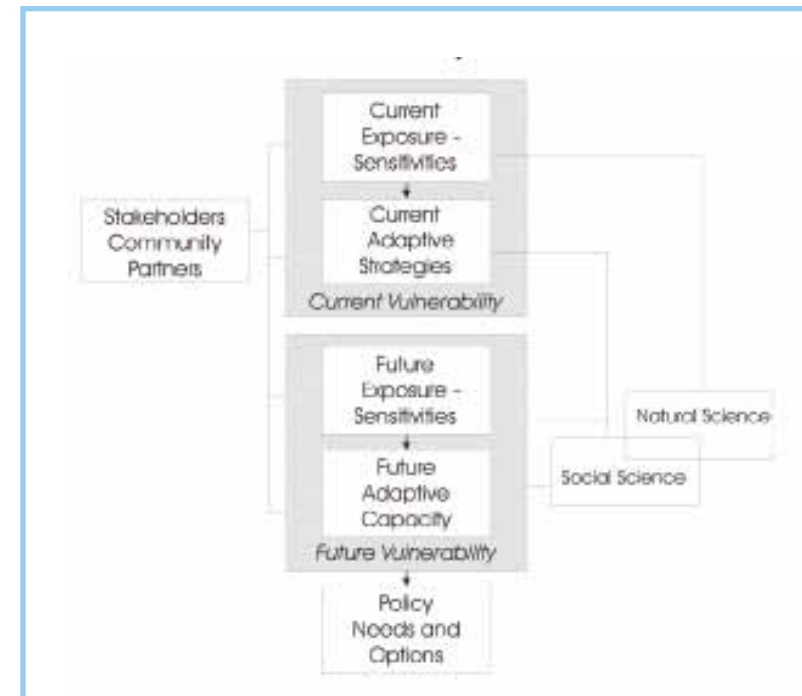 Current
Exposure -
Sensitivities
Stakeholders
Community
Partners
Current
Adaptive
Strategies
Current Vulnerability
Future
Exposure -
Sensitivities
Natural Science
Social Science
Future
Adaptive
Capacity
Future Vulnerability
Policy
Needs and
Options